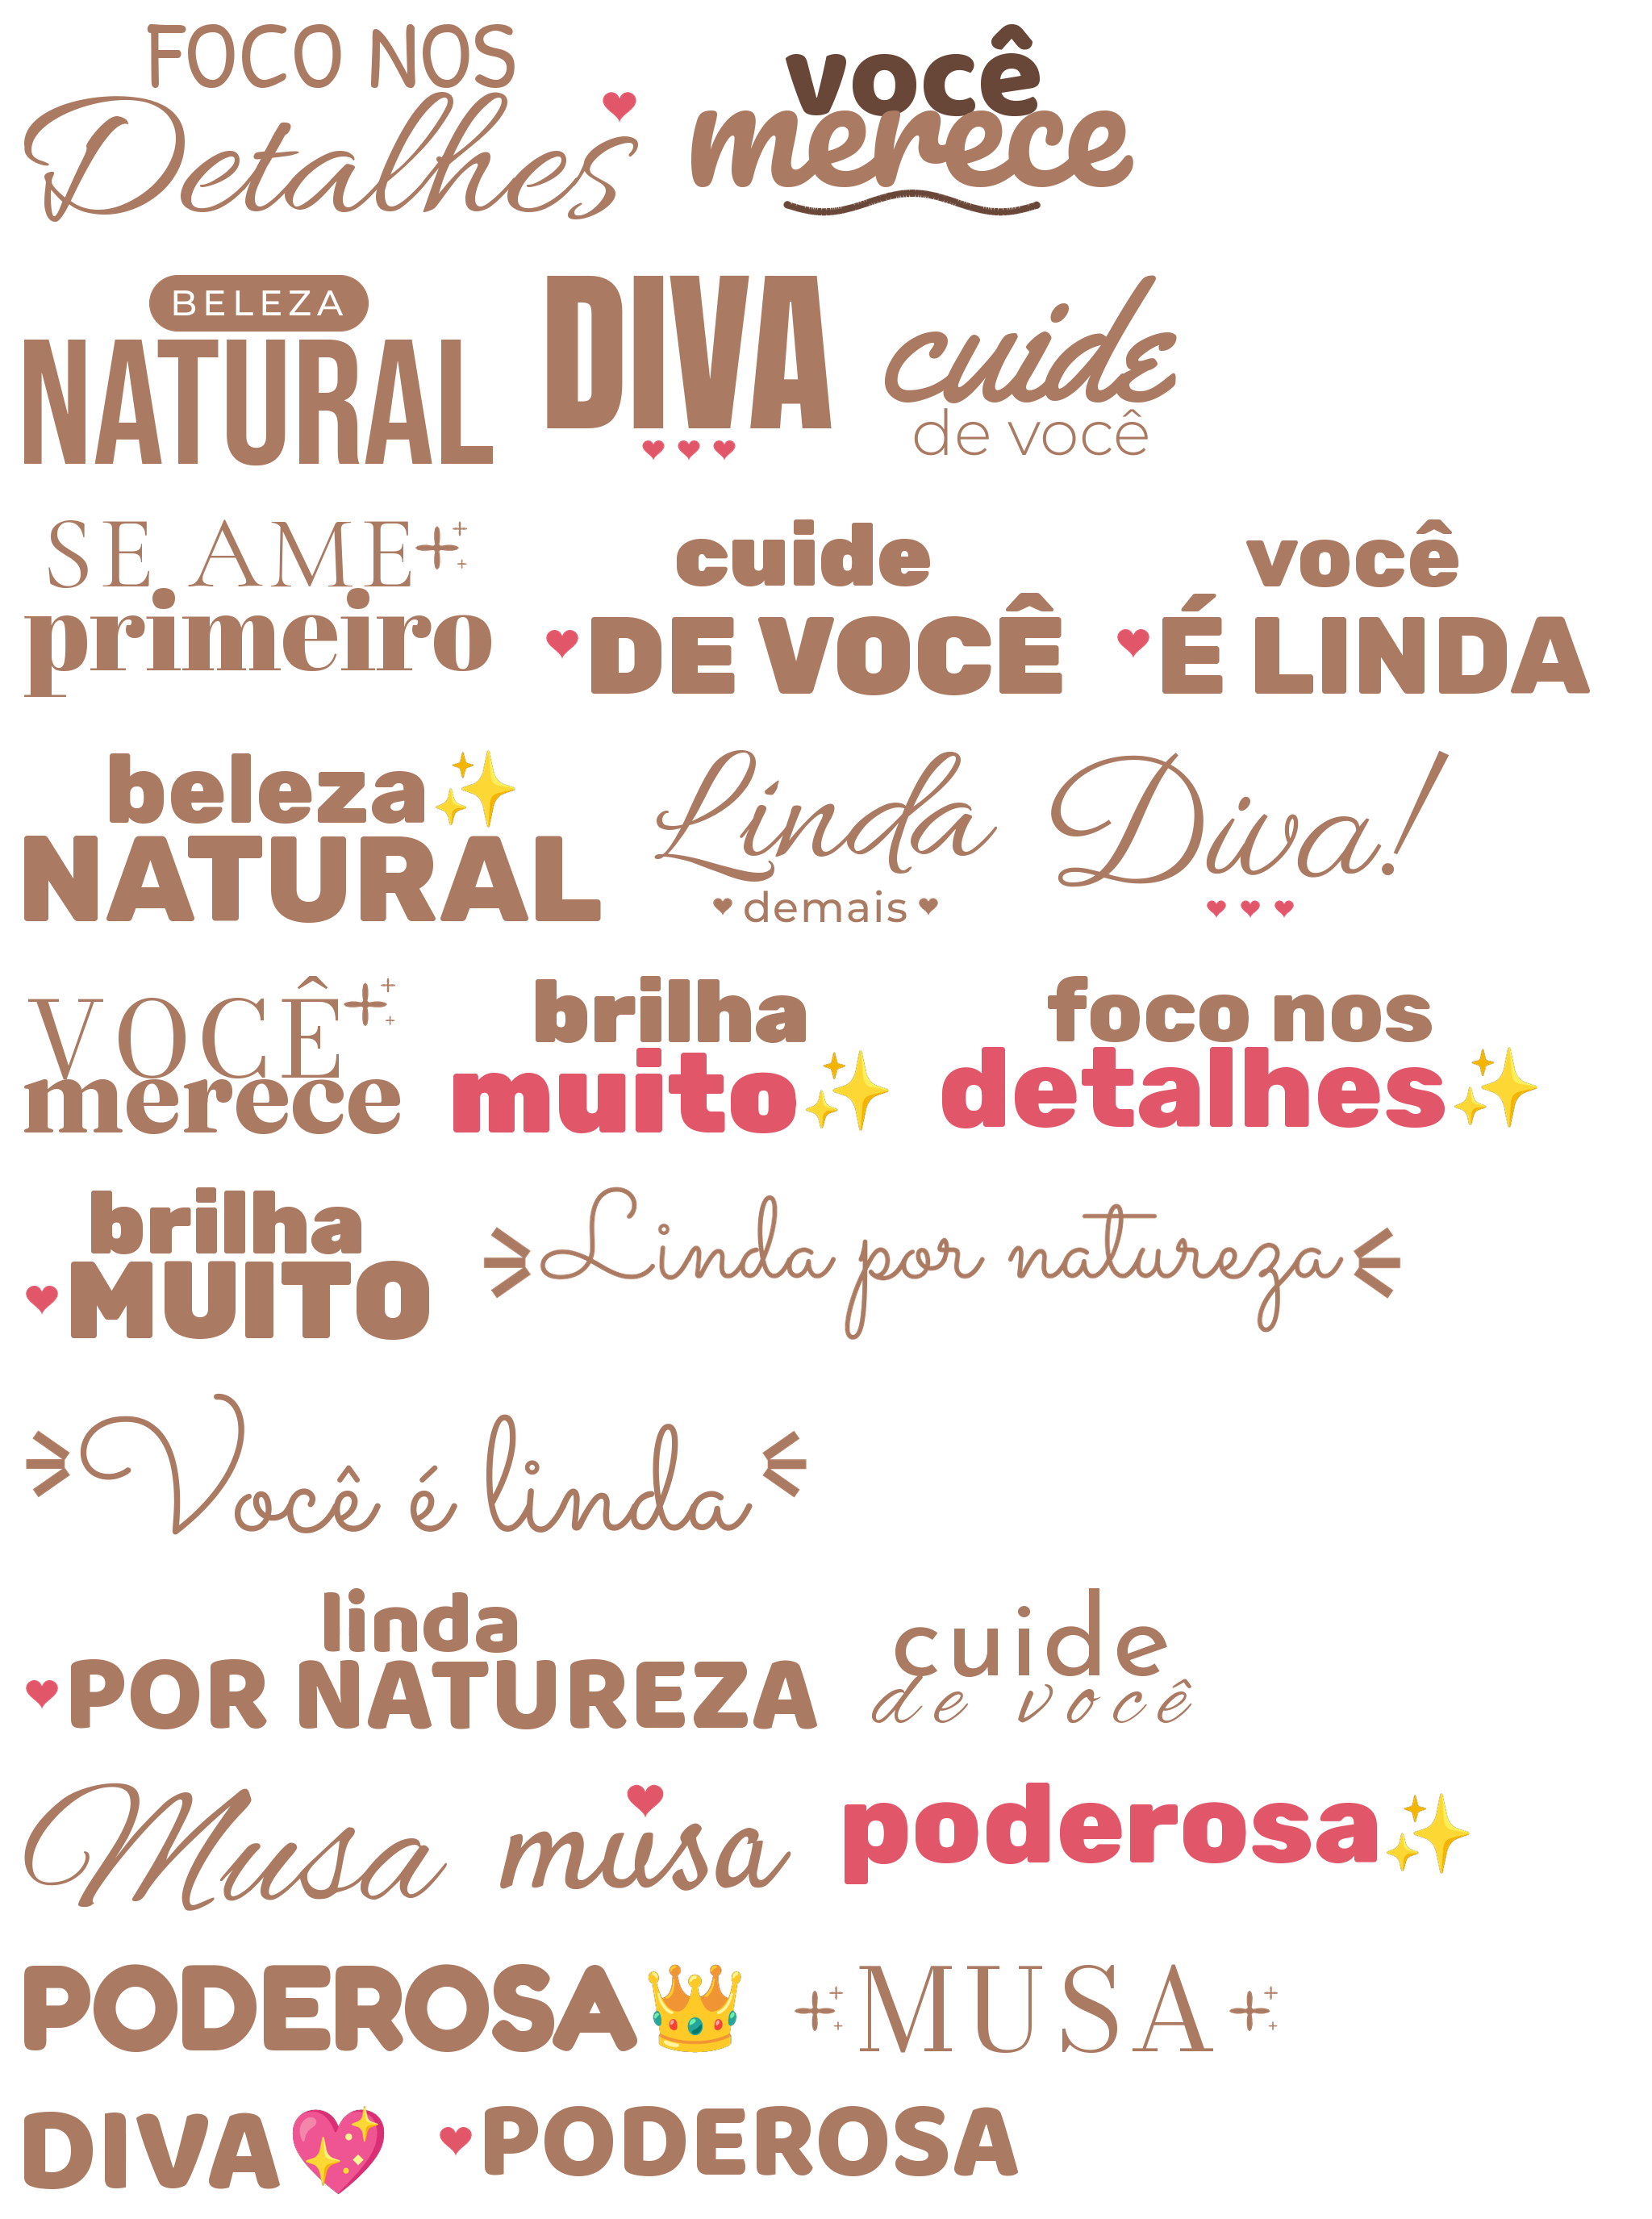 FOCO NOS
Detalhes
você
merece
BELEZA
NATURAL
DIVA
cuide
de você
SE AME
primeiro
cuide
DE VOCÊ
você
É LINDA
beleza
NATURAL
Linda
demais
Diva!
VOCÊ
merece
brilha
muito
foco nos
detalhes
brilha
MUITO
Linda por natureza
Você é linda
linda
POR NATUREZA
cuide
de você
Musa
musa
poderosa
PODEROSA
MUSA
DIVA
PODEROSA